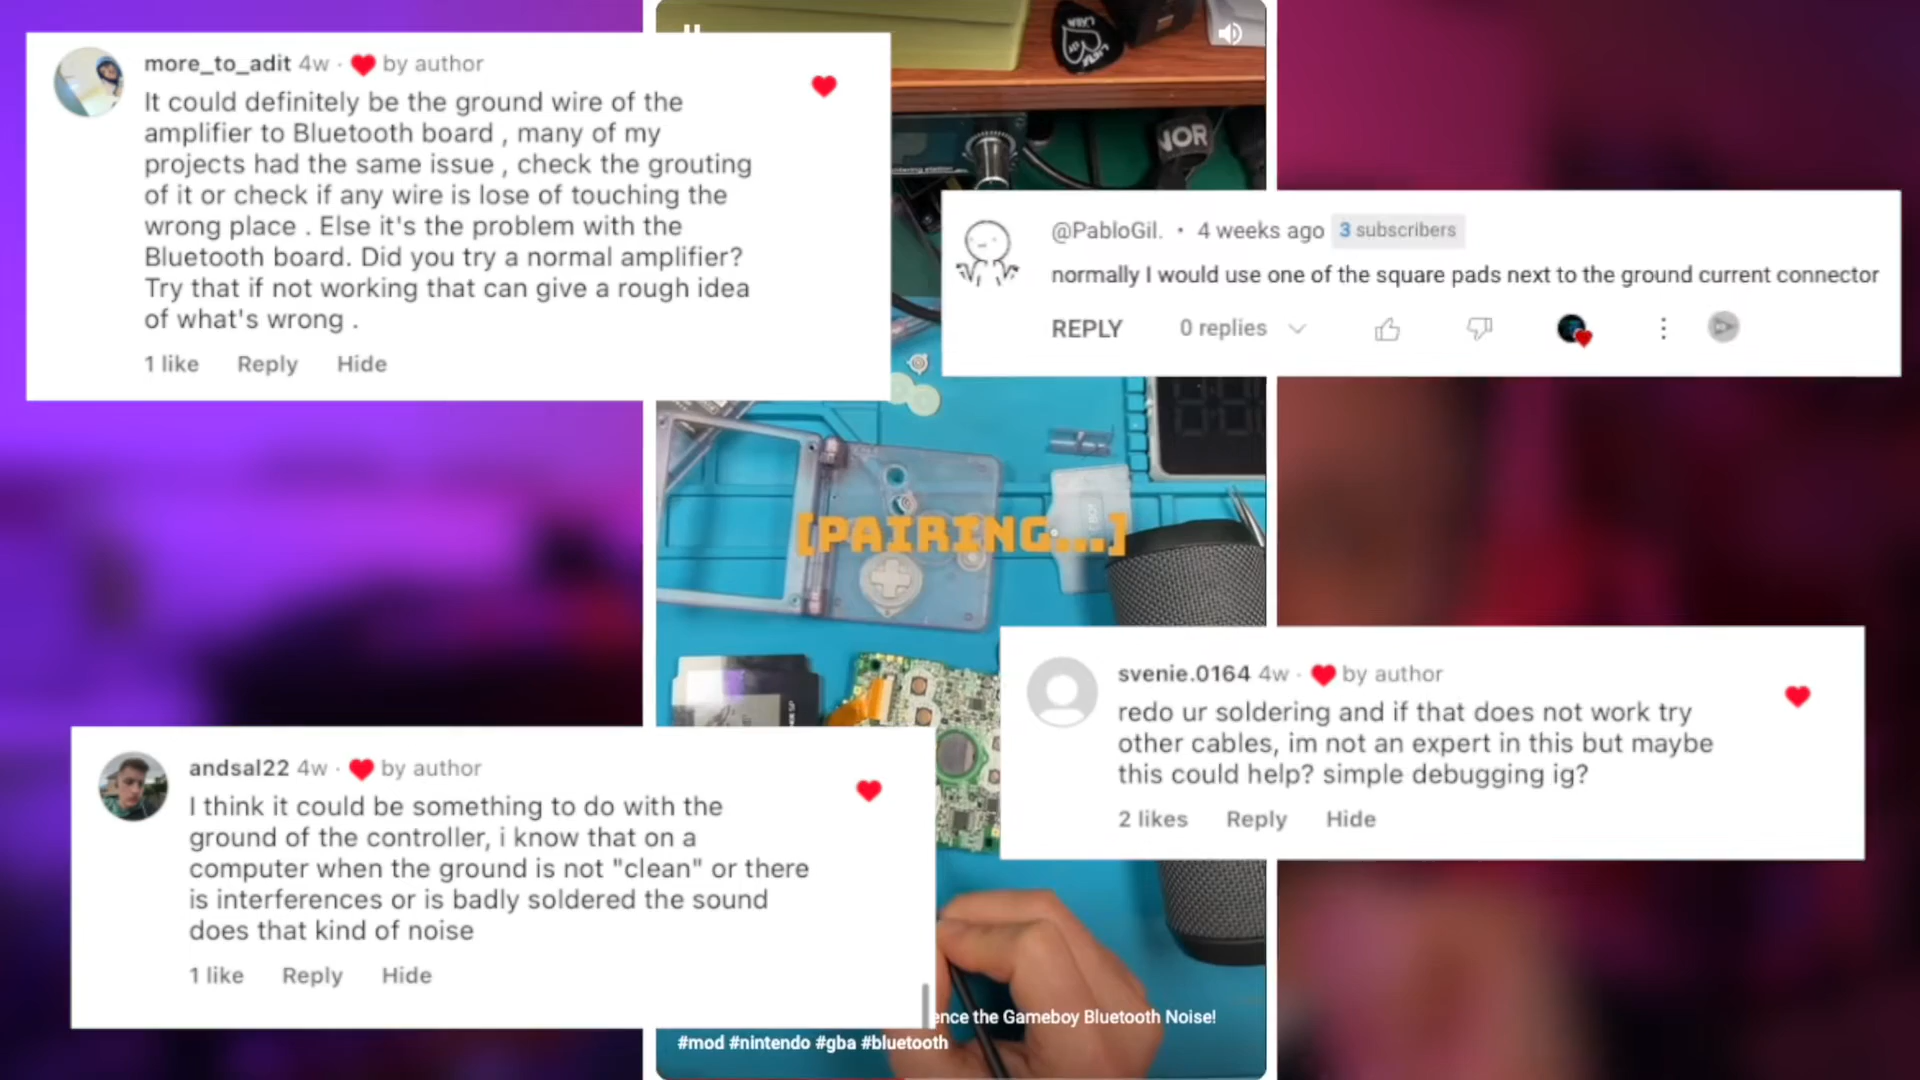 more_to_adit 4w · ❤ by author
It could definitely be the ground wire of the
amplifier to Bluetooth board , many of my
projects had the same issue , check the grouting
of it or check if any wire is lose of touching the
wrong place . Else it's the problem with the
Bluetooth board. Did you try a normal amplifier?
Try that if not working that can give a rough idea
of what's wrong .
1 like Reply Hide
@PabloGil. • 4 weeks ago 3 subscribers
normally I would use one of the square pads next to the ground current connector
REPLY 0 replies
[PAIRING...]
svenie.0164 4w · ❤ by author
redo ur soldering and if that does not work try
other cables, im not an expert in this but maybe
this could help? simple debugging ig?
2 likes Reply Hide
andsal22 4w · ❤ by author
I think it could be something to do with the
ground of the controller, i know that on a
computer when the ground is not "clean" or there
is interferences or is badly soldered the sound
does that kind of noise
1 like Reply Hide
ence the Gameboy Bluetooth Noise!
#mod #nintendo #gba #bluetooth